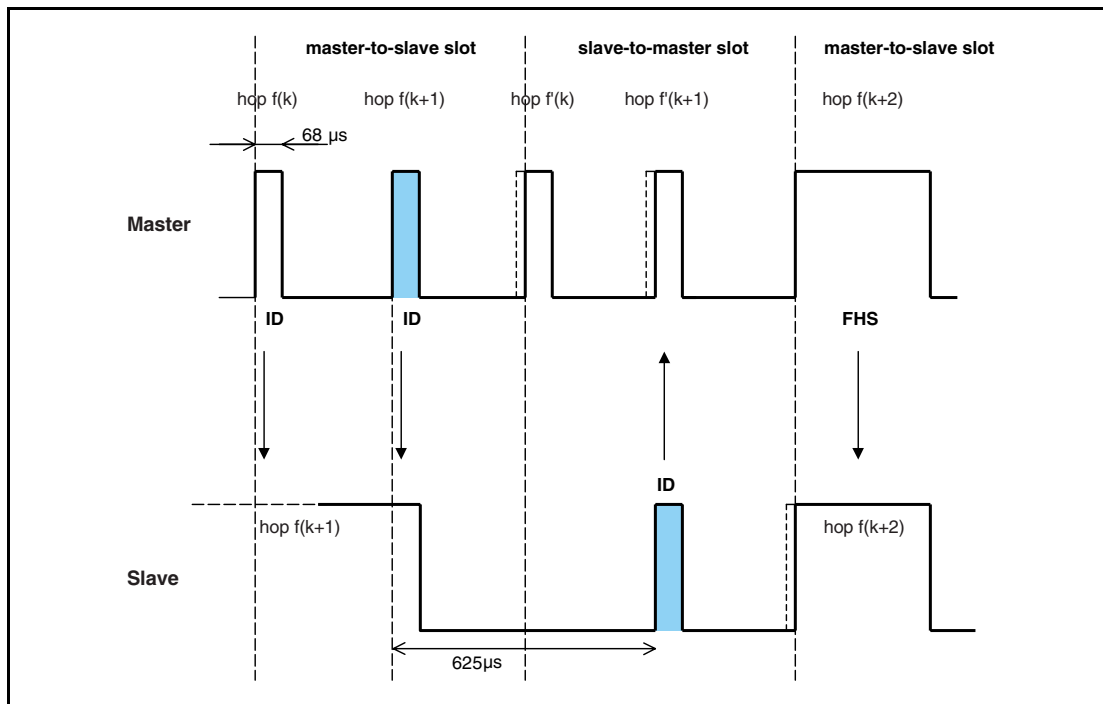 master-to-slave slot slave-to-master slot master-to-slave slot
hop f(k) hop f(k+1) hop f'(k) hop f'(k+1) hop f(k+2)
68 µs
Master
ID ID FHS
ID
hop f(k+1) hop f(k+2)
Slave
625µs